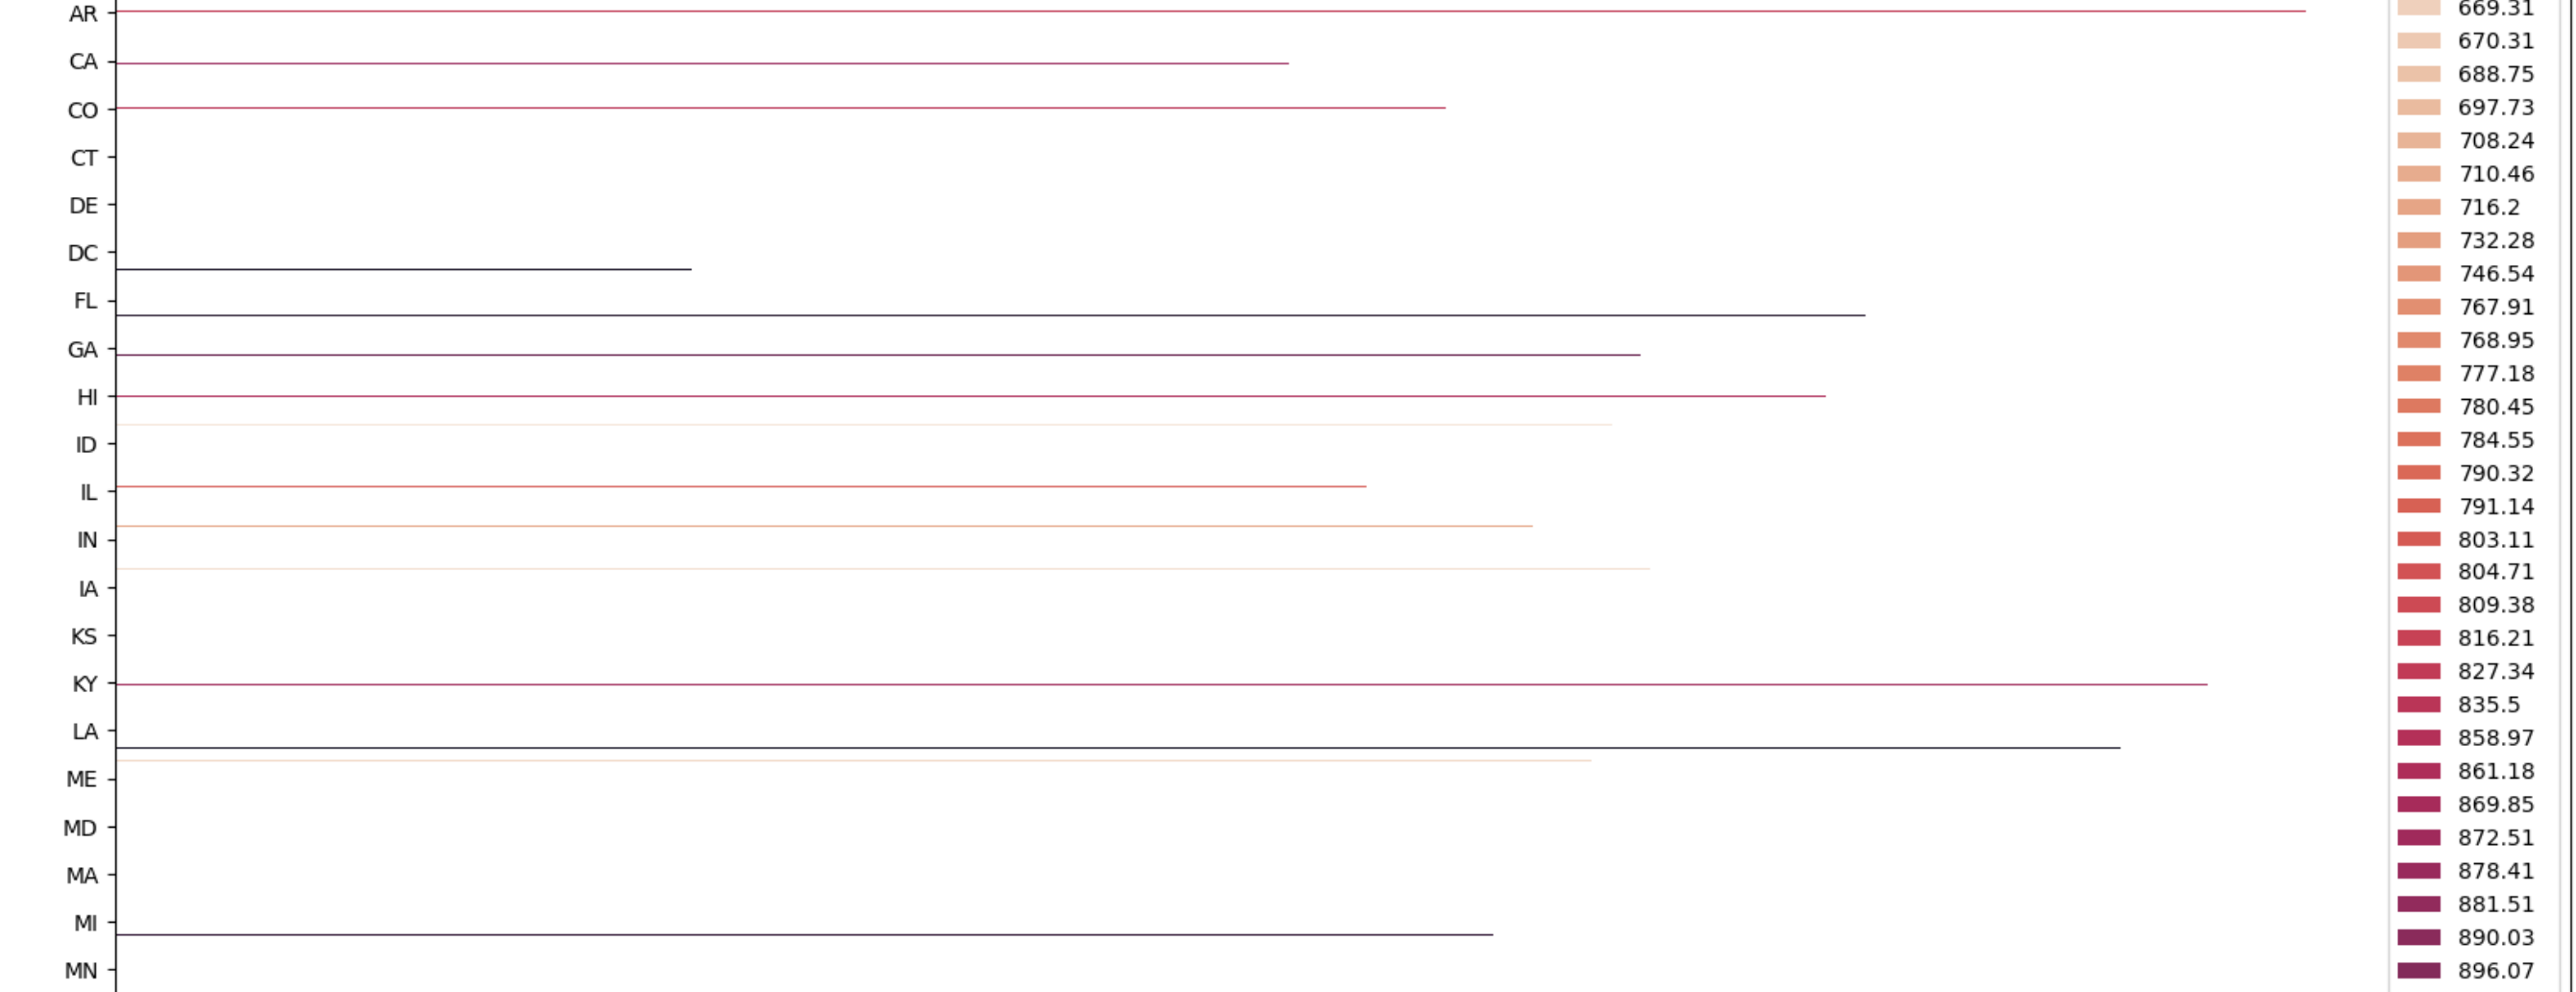 AR
CA
CO
CT
DE
DC
FL
GA
HI
ID
IL
IN
IA
KS
KY
LA
ME
MD
MA
MI
MN
669.31
670.31
688.75
697.73
708.24
710.46
716.2
732.28
746.54
767.91
768.95
777.18
780.45
784.55
790.32
791.14
803.11
804.71
809.38
816.21
827.34
835.5
858.97
861.18
869.85
872.51
878.41
881.51
890.03
896.07